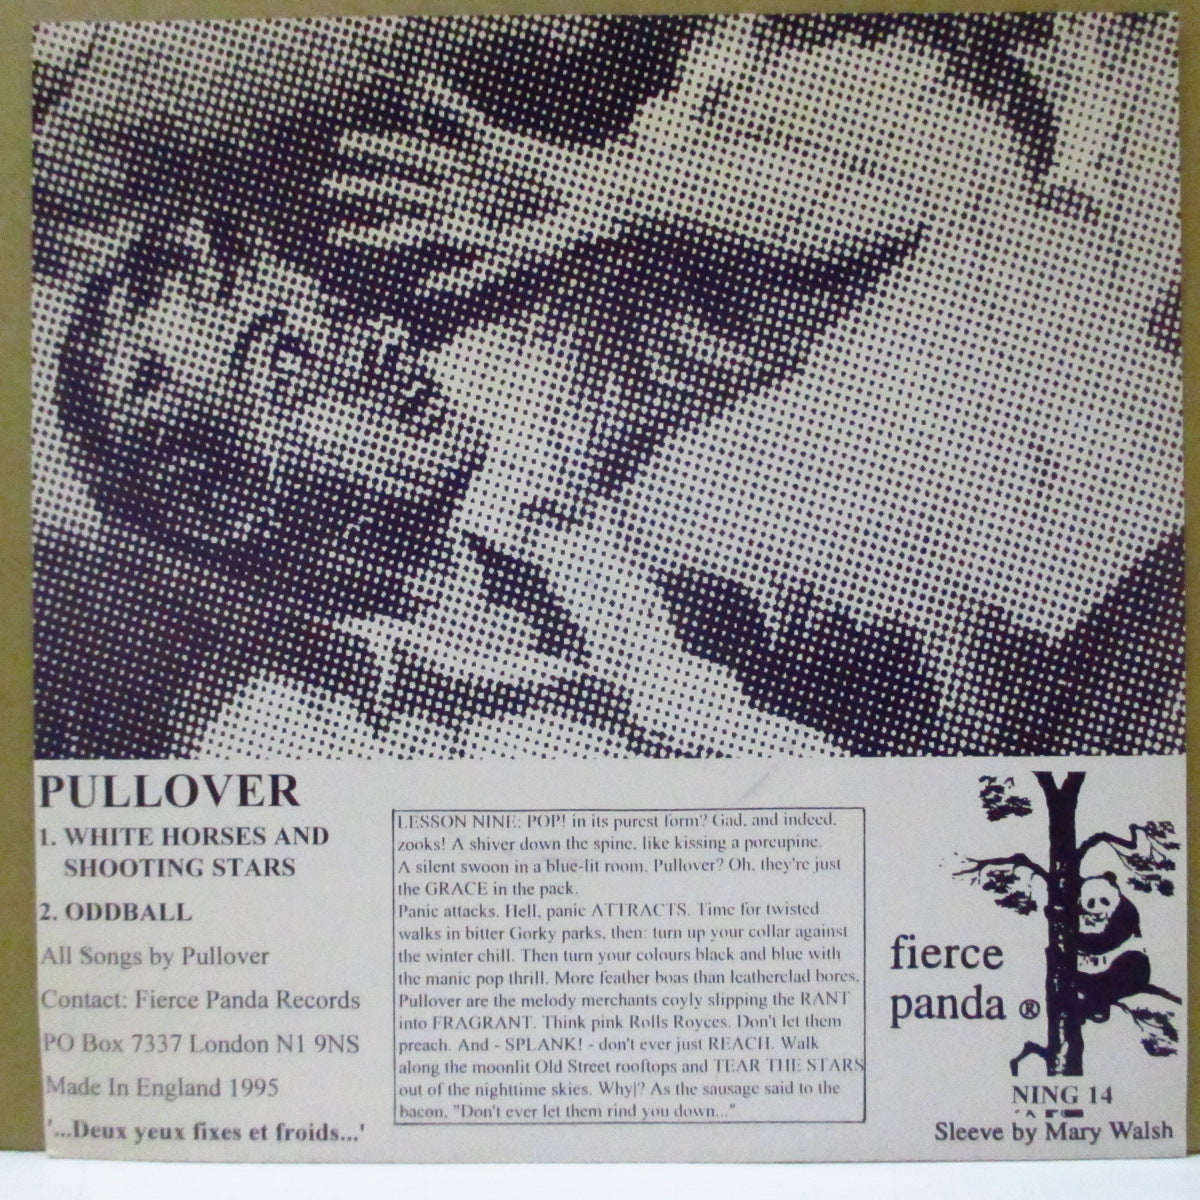 PULLOVER
1. WHITE HORSES AND
SHOOTING STARS
2. ODDBALL
All Songs by Pullover
Contact: Fierce Panda Records
PO Box 7337 London N1 9NS
Made In England 1995
'...Deux yeux fixes et froids...'
LESSON NINE: POP! in its purest form? Gad, and indeed,
zooks! A shiver down the spine, like kissing a porcupine.
A silent swoon in a blue-lit room. Pullover? Oh, they're just
the GRACE in the pack.
Panic attacks. Hell, panic ATTRACTS. Time for twisted
walks in bitter Gorky parks, then: turn up your collar against
the winter chill. Then turn your colours black and blue with
the manic pop thrill. More feather boas than leatherclad bores.
Pullover are the melody merchants coyly slipping the RANT
into FRAGRANT. Think pink Rolls Royces. Don't let them
preach. And - SPLANK! - don't ever just REACH. Walk
along the moonlit Old Street rooftops and TEAR THE STARS
out of the nighttime skies. Why|? As the sausage said to the
bacon, "Don't ever let them rind you down..."
fierce
panda ®
NING 14
Sleeve by Mary Walsh